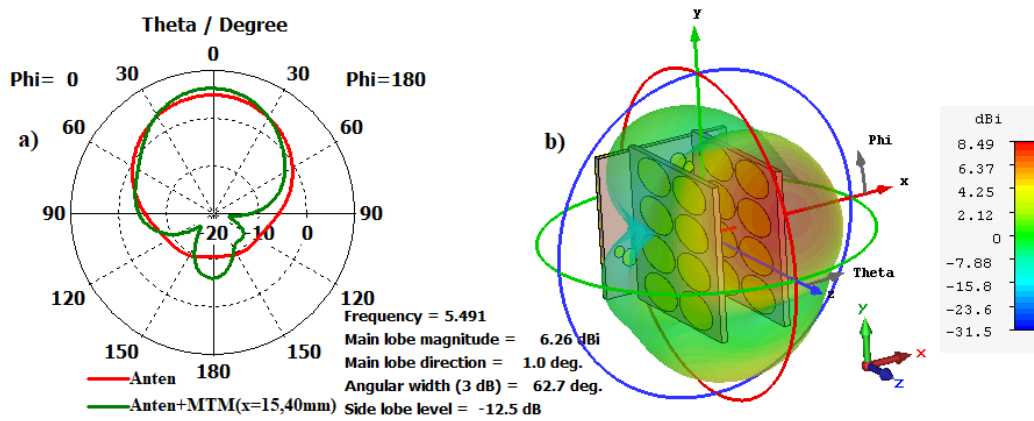 Theta / Degree
0
Phi= 0 30 30 Phi=180
60 60
a)
90 -20 -10 0 90
120 120
150 150
180
Anten
Anten+MTM(x=15,40mm)
Frequency = 5.491
Main lobe magnitude = 6.26 dBi
Main lobe direction = 1.0 deg.
Angular width (3 dB) = 62.7 deg.
Side lobe level = -12.5 dB
b)
y
Phi
x
Theta
z
y
x
z
dBi
8.49
6.37
4.25
2.12
0
-7.88
-15.8
-23.6
-31.5